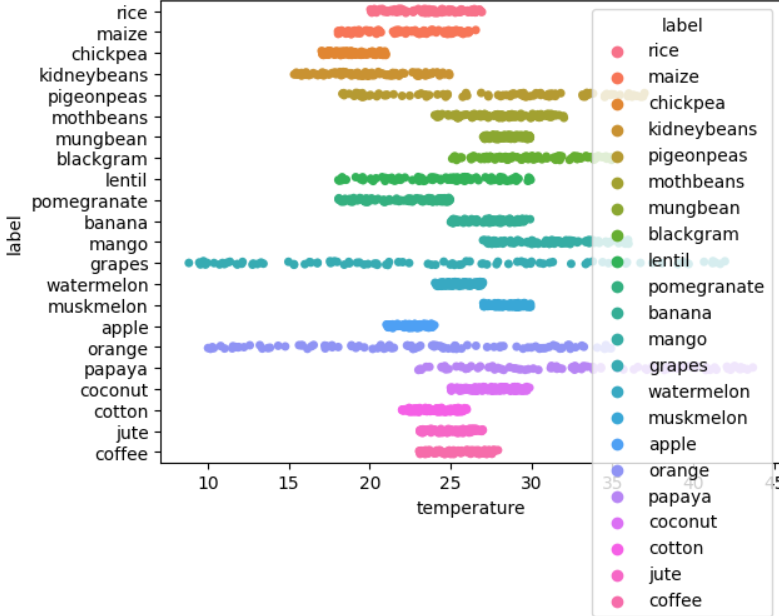 rice
maize
chickpea
kidneybeans
pigeonpeas
mothbeans
mungbean
blackgram
lentil
pomegranate
banana
mango
grapes
watermelon
muskmelon
apple
orange
papaya
coconut
cotton
jute
coffee
label
10 15 20 25 30 35 40 45
temperature
label
rice
maize
chickpea
kidneybeans
pigeonpeas
mothbeans
mungbean
blackgram
lentil
pomegranate
banana
mango
grapes
watermelon
muskmelon
apple
orange
papaya
coconut
cotton
jute
coffee